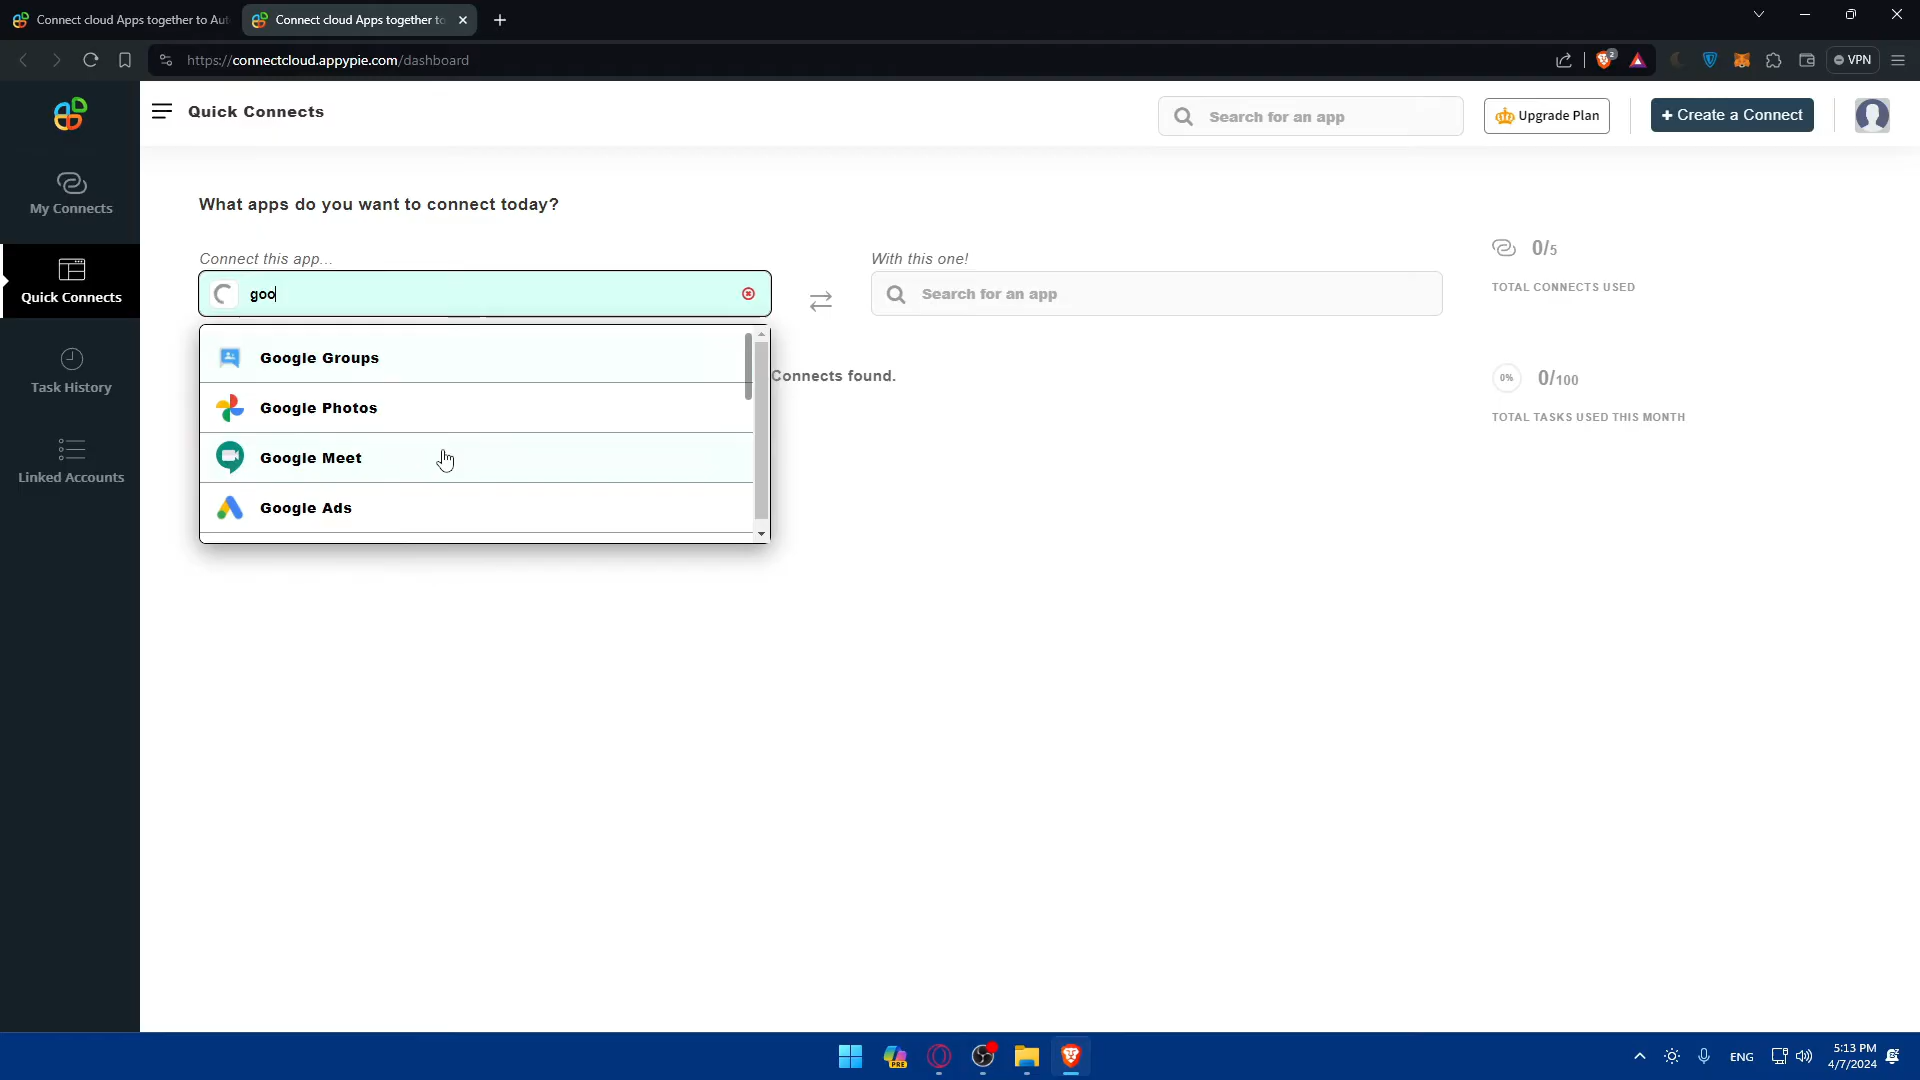 Connect cloud Apps together to Aut
Connect cloud Apps together to
https://connectcloud.appypie.com/dashboard
2
VPN
Quick Connects
Search for an app
Upgrade Plan
+ Create a Connect
My Connects
Quick Connects
Task History
Linked Accounts
What apps do you want to connect today?
Connect this app...
goo
With this one!
Search for an app
Google Groups
Google Photos
Google Meet
Google Ads
Connects found.
0/5
TOTAL CONNECTS USED
0%
0/100
TOTAL TASKS USED THIS MONTH
PRE
ENG
5:13 PM
4/7/2024